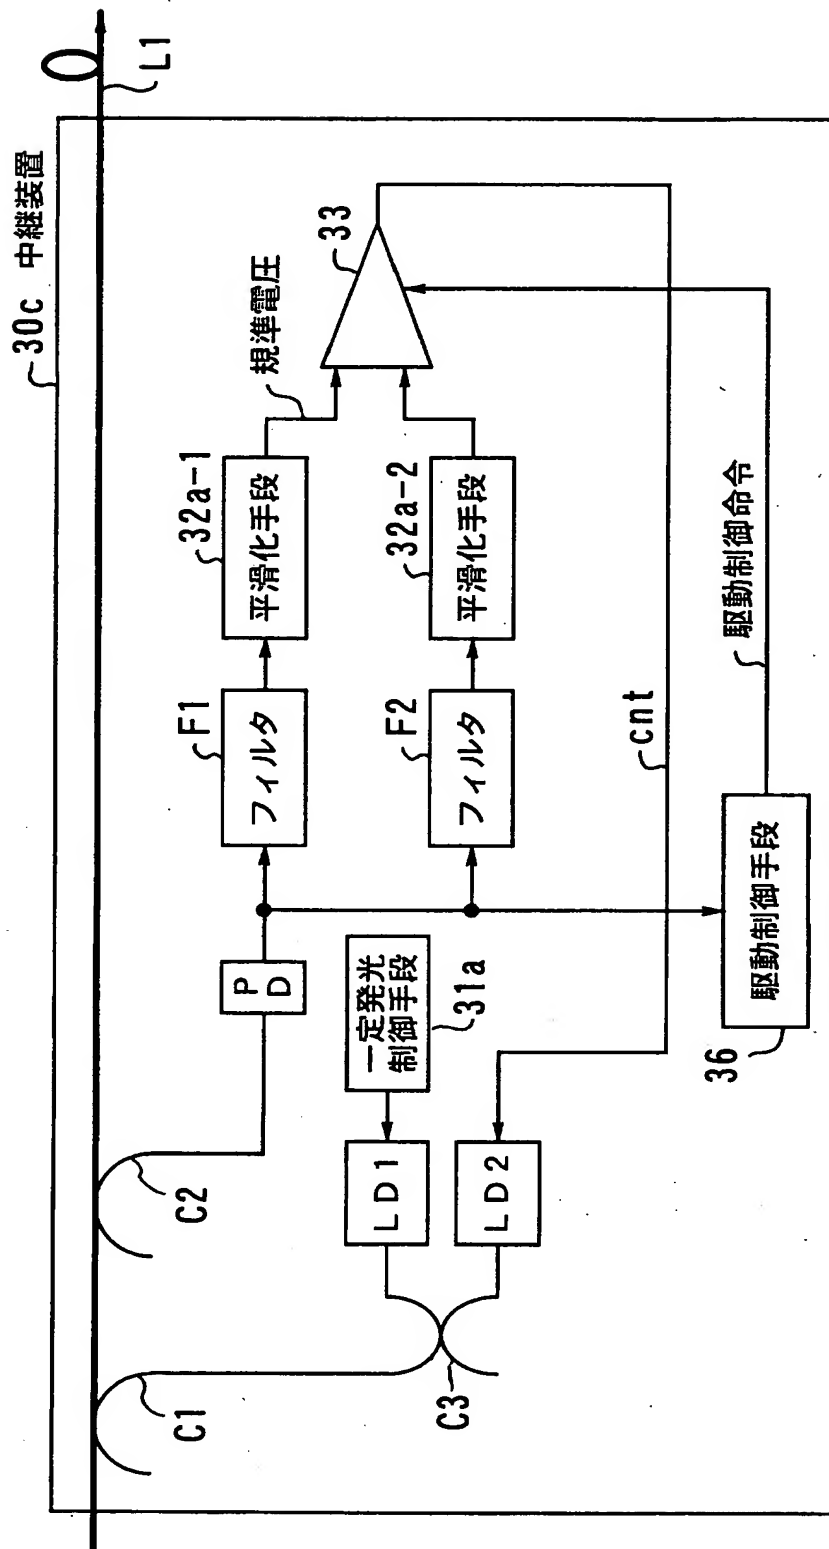 30c 中継装置
L1
C1
C2
PD
F1
フィルタ
32a-1
平滑化手段
規準電圧
33
F2
フィルタ
32a-2
平滑化手段
一定発光
制御手段
31a
LD1
LD2
C3
cnt
駆動制御手段
36
駆動制御命令